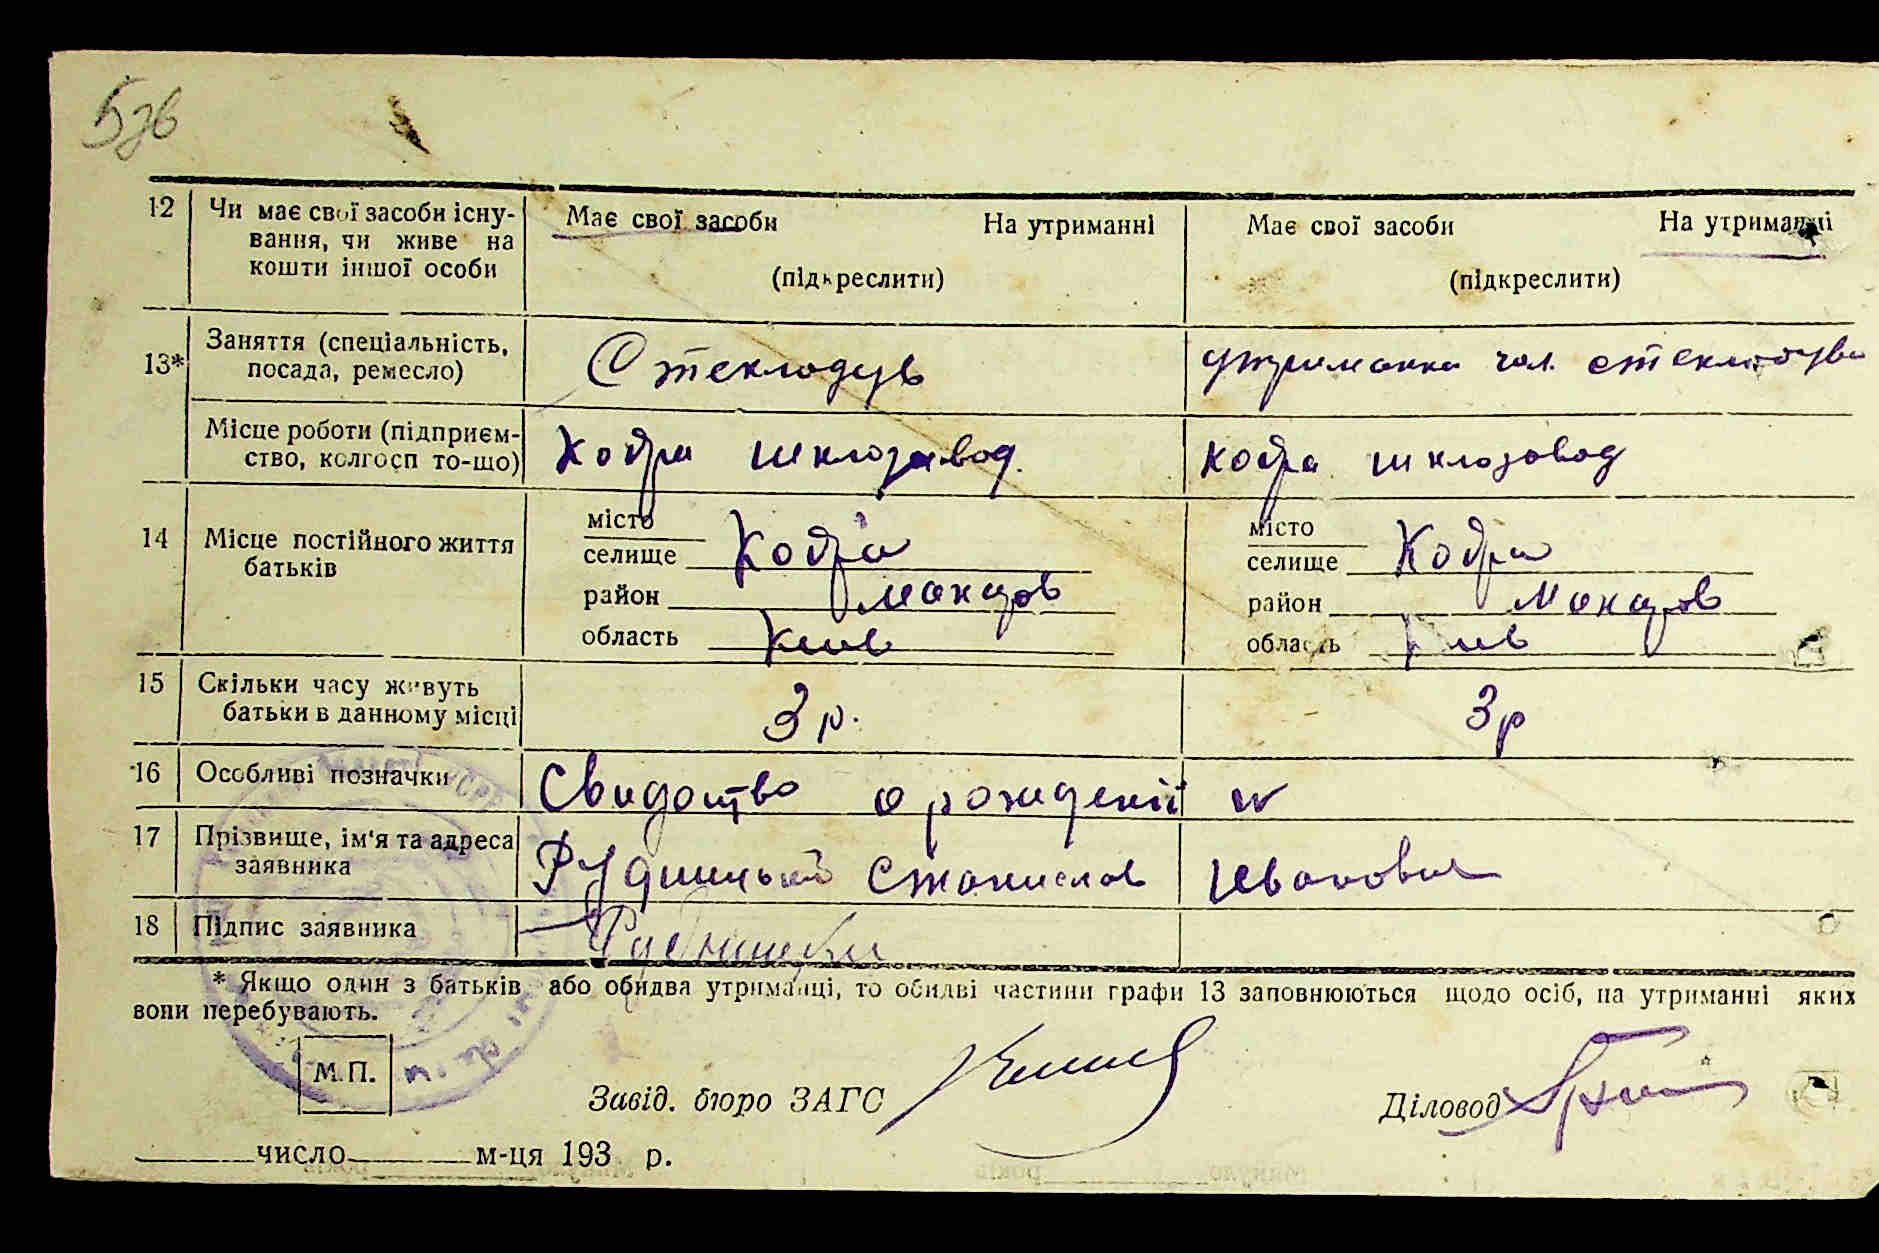 12 Чи має свої засоби існування, чи живе на кошти іншої особи
Має свої засоби На утриманні
(підкреслити)
Має свої засоби На утриманні
(підкреслити)
13* Заняття (спеціальність,
посада, ремесло)
Стеклодув
утриманка чол. стеклодува
Місце роботи (підприєм-
ство, колгосп то-що)
Кодра шклозавод.
Кодра шклозавод
14 Місце постійного життя
батьків
місто
селище Кодра
район Макаров
область Киів
місто
селище Кодра
район Макаров
область Киів
15 Скільки часу живуть
батьки в данному місці
3 р.
3 р
16 Особливі позначки
Свидоцтво о рождении
17 Прізвище, ім'я та адреса
заявника
Рудницький Станислав Иванович
18 Підпис заявника
* Якщо один з батьків або обидва утриманці, то обидві частини графи 13 заповнюються щодо осіб, на утриманні яких
вони перебувають.
М.П.
Завід. бюро ЗАГС
Діловод
число м-ця 193 р.